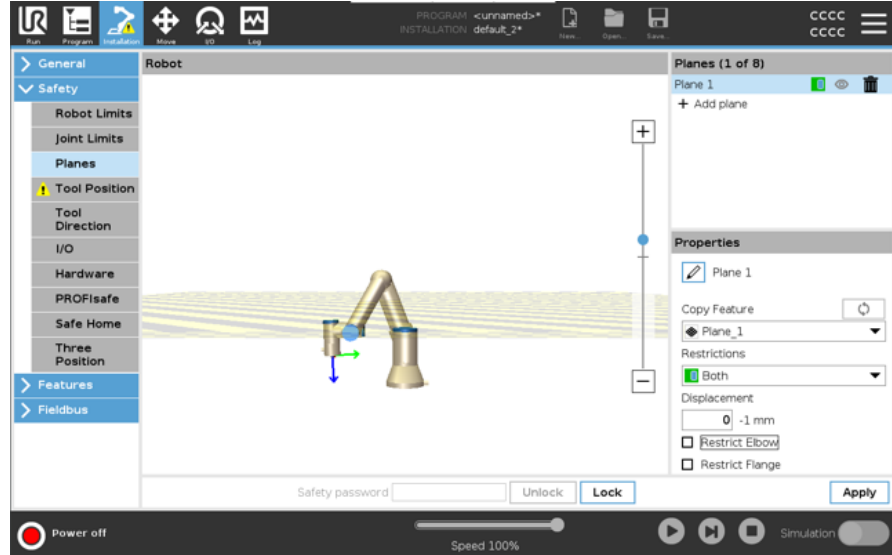 UR
PROGRAM <unnamed>*
INSTALLATION default_2*
cccc
cccc
Run
Program
Installation
Move
I/O
Log
New...
Open...
Save...
General
Safety
Robot Limits
Joint Limits
Planes
Tool Position
Tool
Direction
I/O
Hardware
PROFIsafe
Safe Home
Three
Position
Features
Fieldbus
Robot
Planes (1 of 8)
Plane 1
Add plane
Properties
Plane 1
Copy Feature
Plane_1
Restrictions
Both
Displacement
0 -1 mm
Restrict Elbow
Restrict Flange
Safety password
Unlock
Lock
Apply
Power off
Speed 100%
Simulation